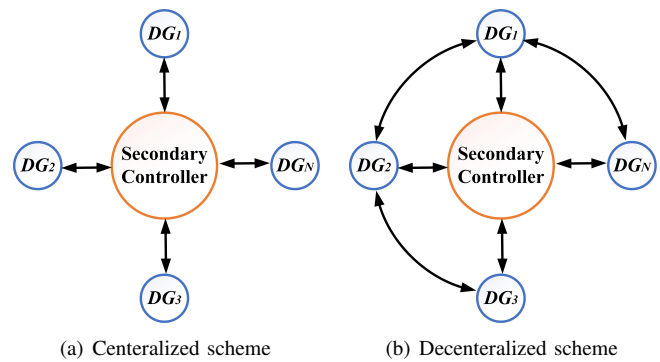 DG1
DG2
Secondary
Controller
DGN
DG3
(a) Centeralized scheme
DG1
DG2
Secondary
Controller
DGN
DG3
(b) Decenteralized scheme